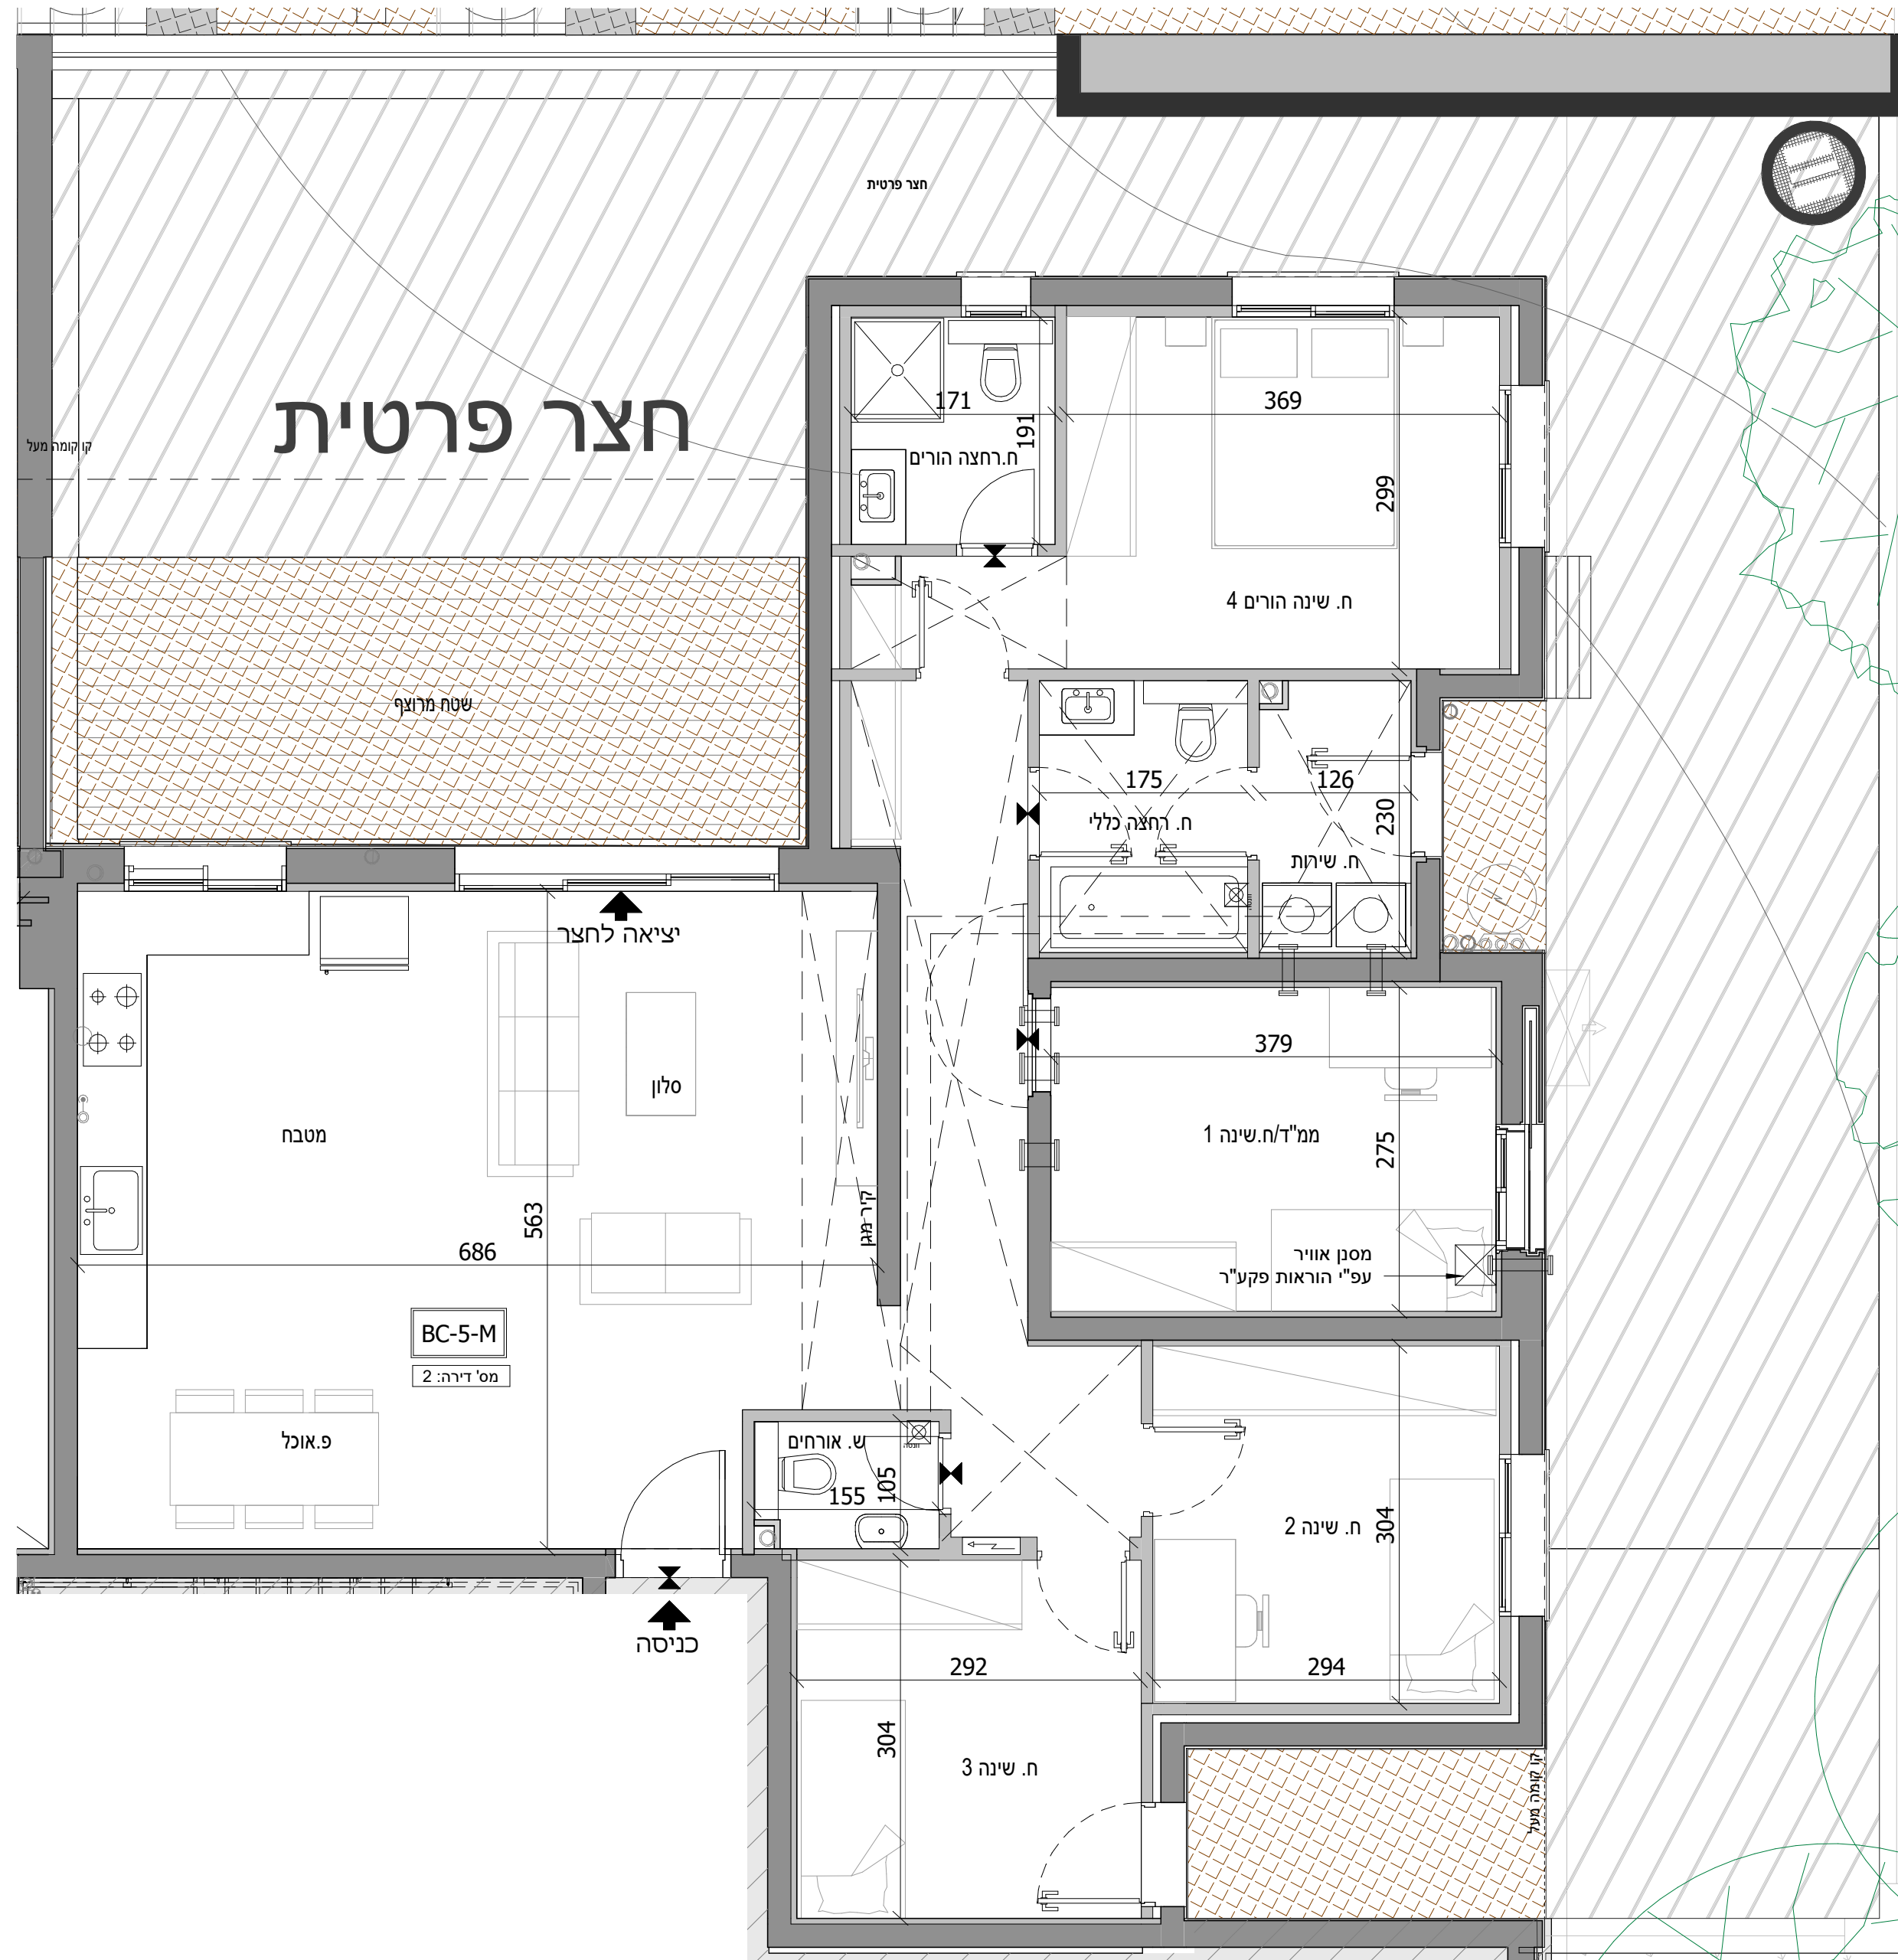 חצר פרטית
חצר פרטית
קו קומה מעל
171
191
369
299
ח.רחצה הורים
ח. שינה הורים 4
שטח מרוצף
175
126
230
ח. רחצה כללי
ח. שירות
יציאה לחצר
סלון
מטבח
379
275
ממ"ד/ח.שינה 1
קיר מגן
563
686
מסנן אוויר
עפ"י הוראות פקע"ר
BC-5-M
מס' דירה: 2
פ.אוכל
ש. אורחים
155
105
ח. שינה 2
304
כניסה
292
294
304
ח. שינה 3
קו קומה מעל